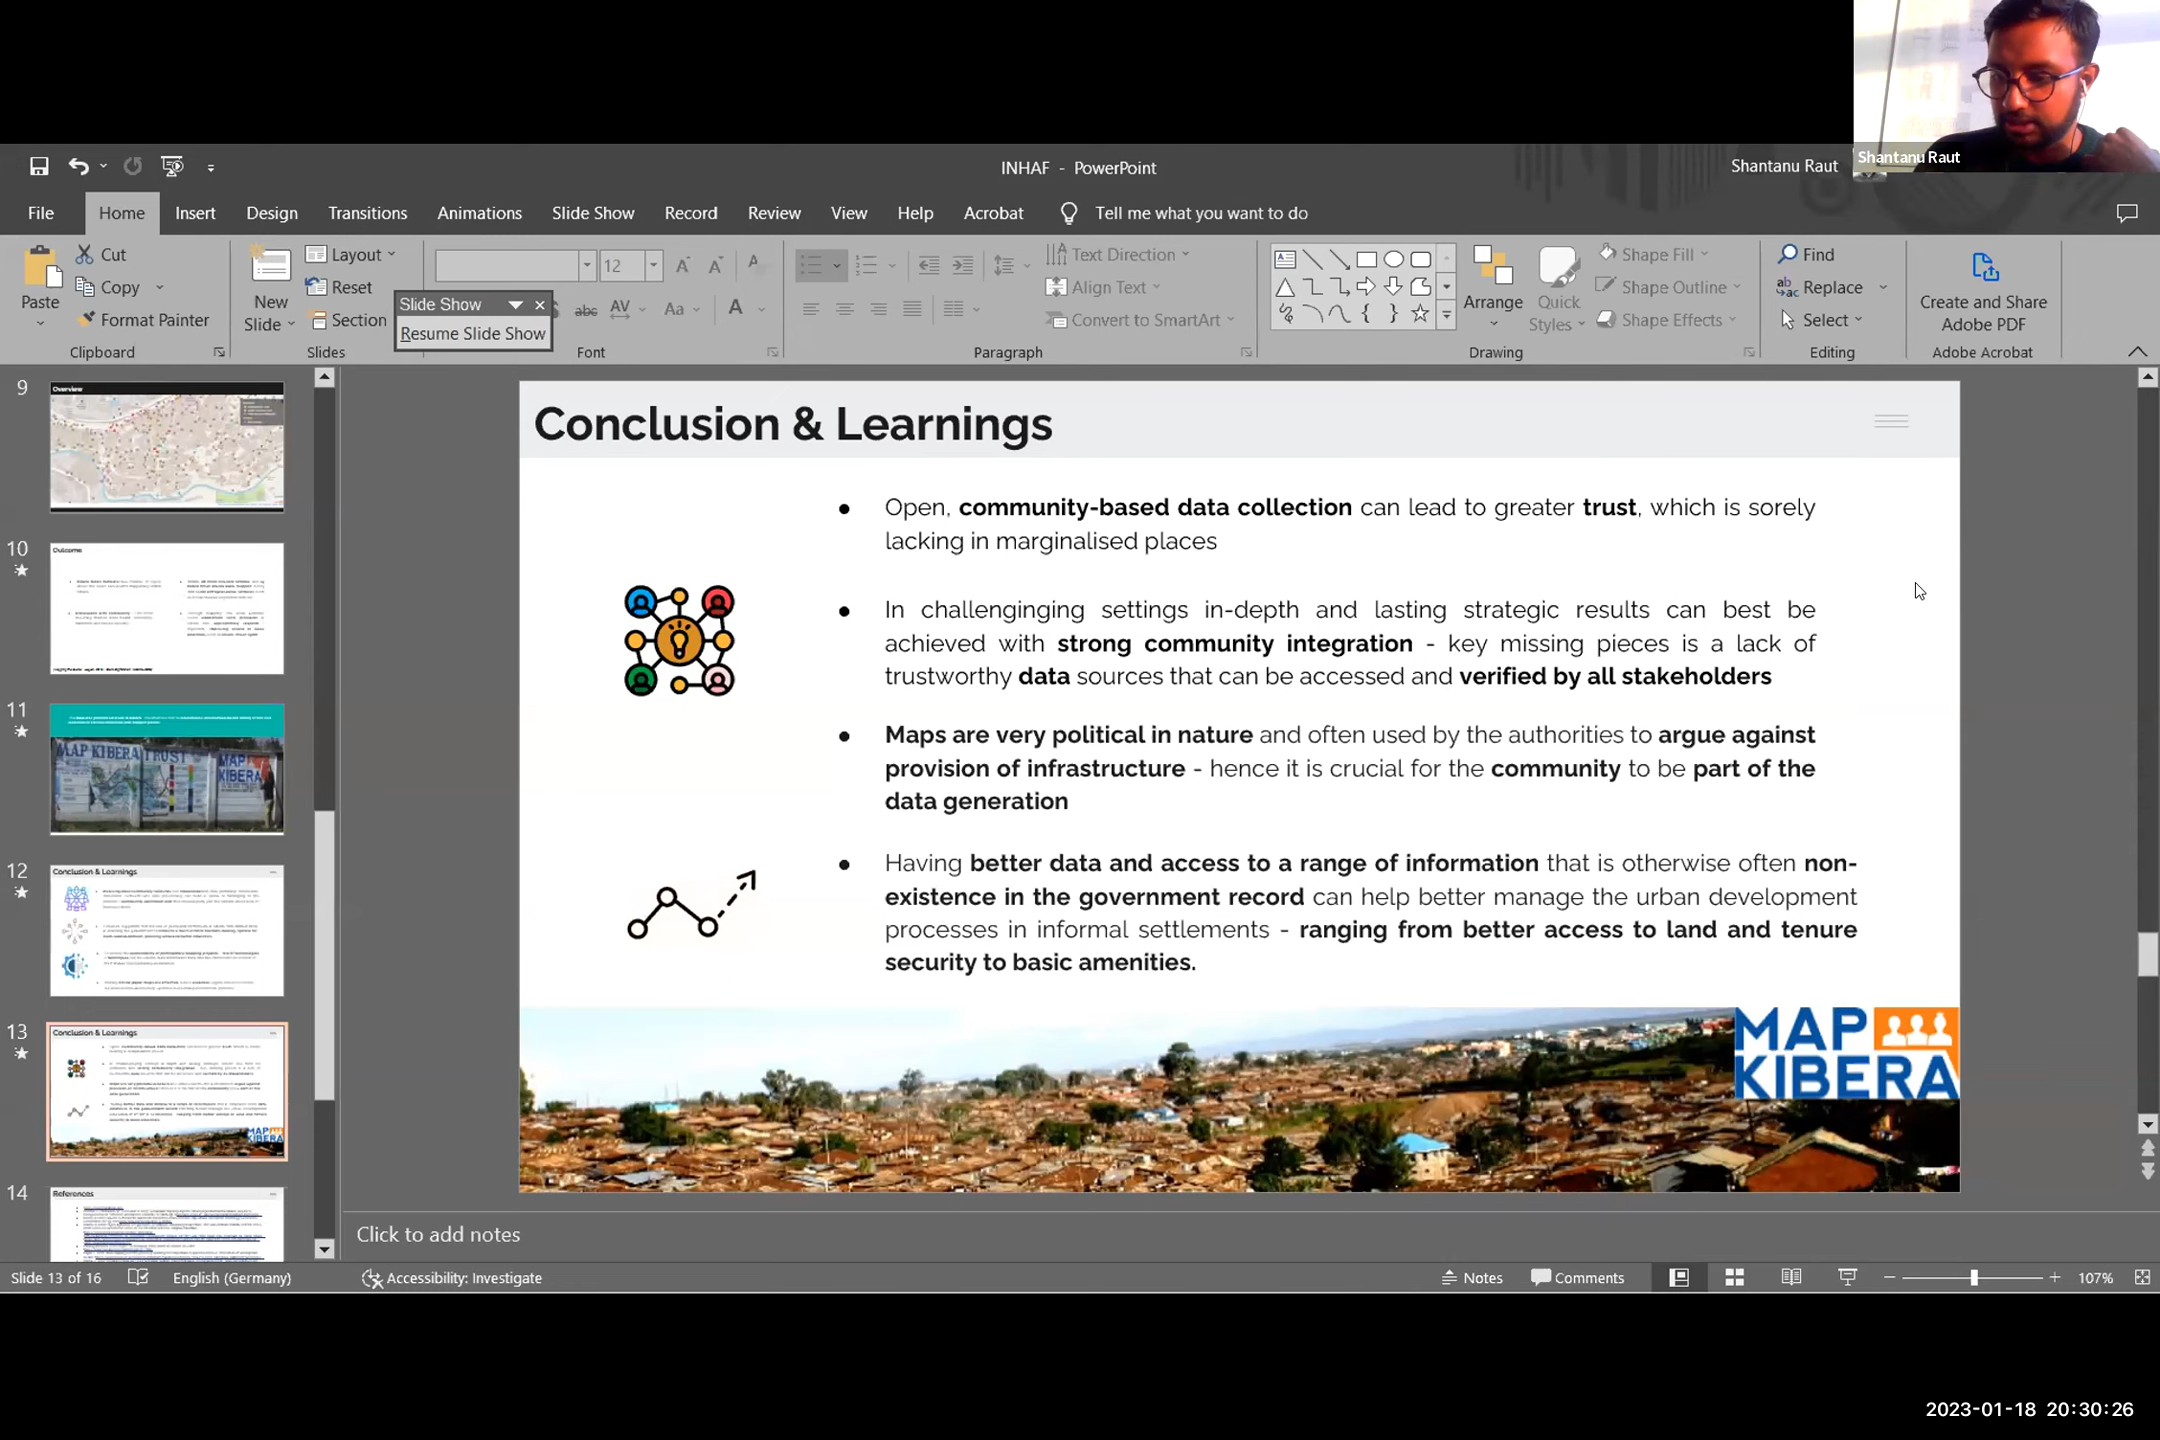 Shantanu Raut
INHAF - PowerPoint
Shantanu Raut
File Home Insert Design Transitions Animations Slide Show Record Review View Help Acrobat Tell me what you want to do
Paste
Cut
Copy
Format Painter
Clipboard
New
Slide
Layout
Reset
Section
Slides
Slide Show
Resume Slide Show
12
Font
Text Direction
Align Text
Convert to SmartArt
Paragraph
Arrange
Quick
Styles
Shape Fill
Shape Outline
Shape Effects
Drawing
Find
Replace
Select
Editing
Create and Share
Adobe PDF
Adobe Acrobat
9
Overview
10
Outcome
11
MAP KIBERA TRUST
MAP
KIBERA
12
Conclusion & Learnings
13
Conclusion & Learnings
MAP
KIBERA
14
References
Conclusion & Learnings
● Open, community-based data collection can lead to greater trust, which is sorely
lacking in marginalised places
● In challenginging settings in-depth and lasting strategic results can best be
achieved with strong community integration - key missing pieces is a lack of
trustworthy data sources that can be accessed and verified by all stakeholders
● Maps are very political in nature and often used by the authorities to argue against
provision of infrastructure - hence it is crucial for the community to be part of the
data generation
● Having better data and access to a range of information that is otherwise often non-
existence in the government record can help better manage the urban development
processes in informal settlements - ranging from better access to land and tenure
security to basic amenities.
MAP
KIBERA
Click to add notes
Slide 13 of 16 English (Germany) Accessibility: Investigate Notes Comments 107%
2023-01-18 20:30:26